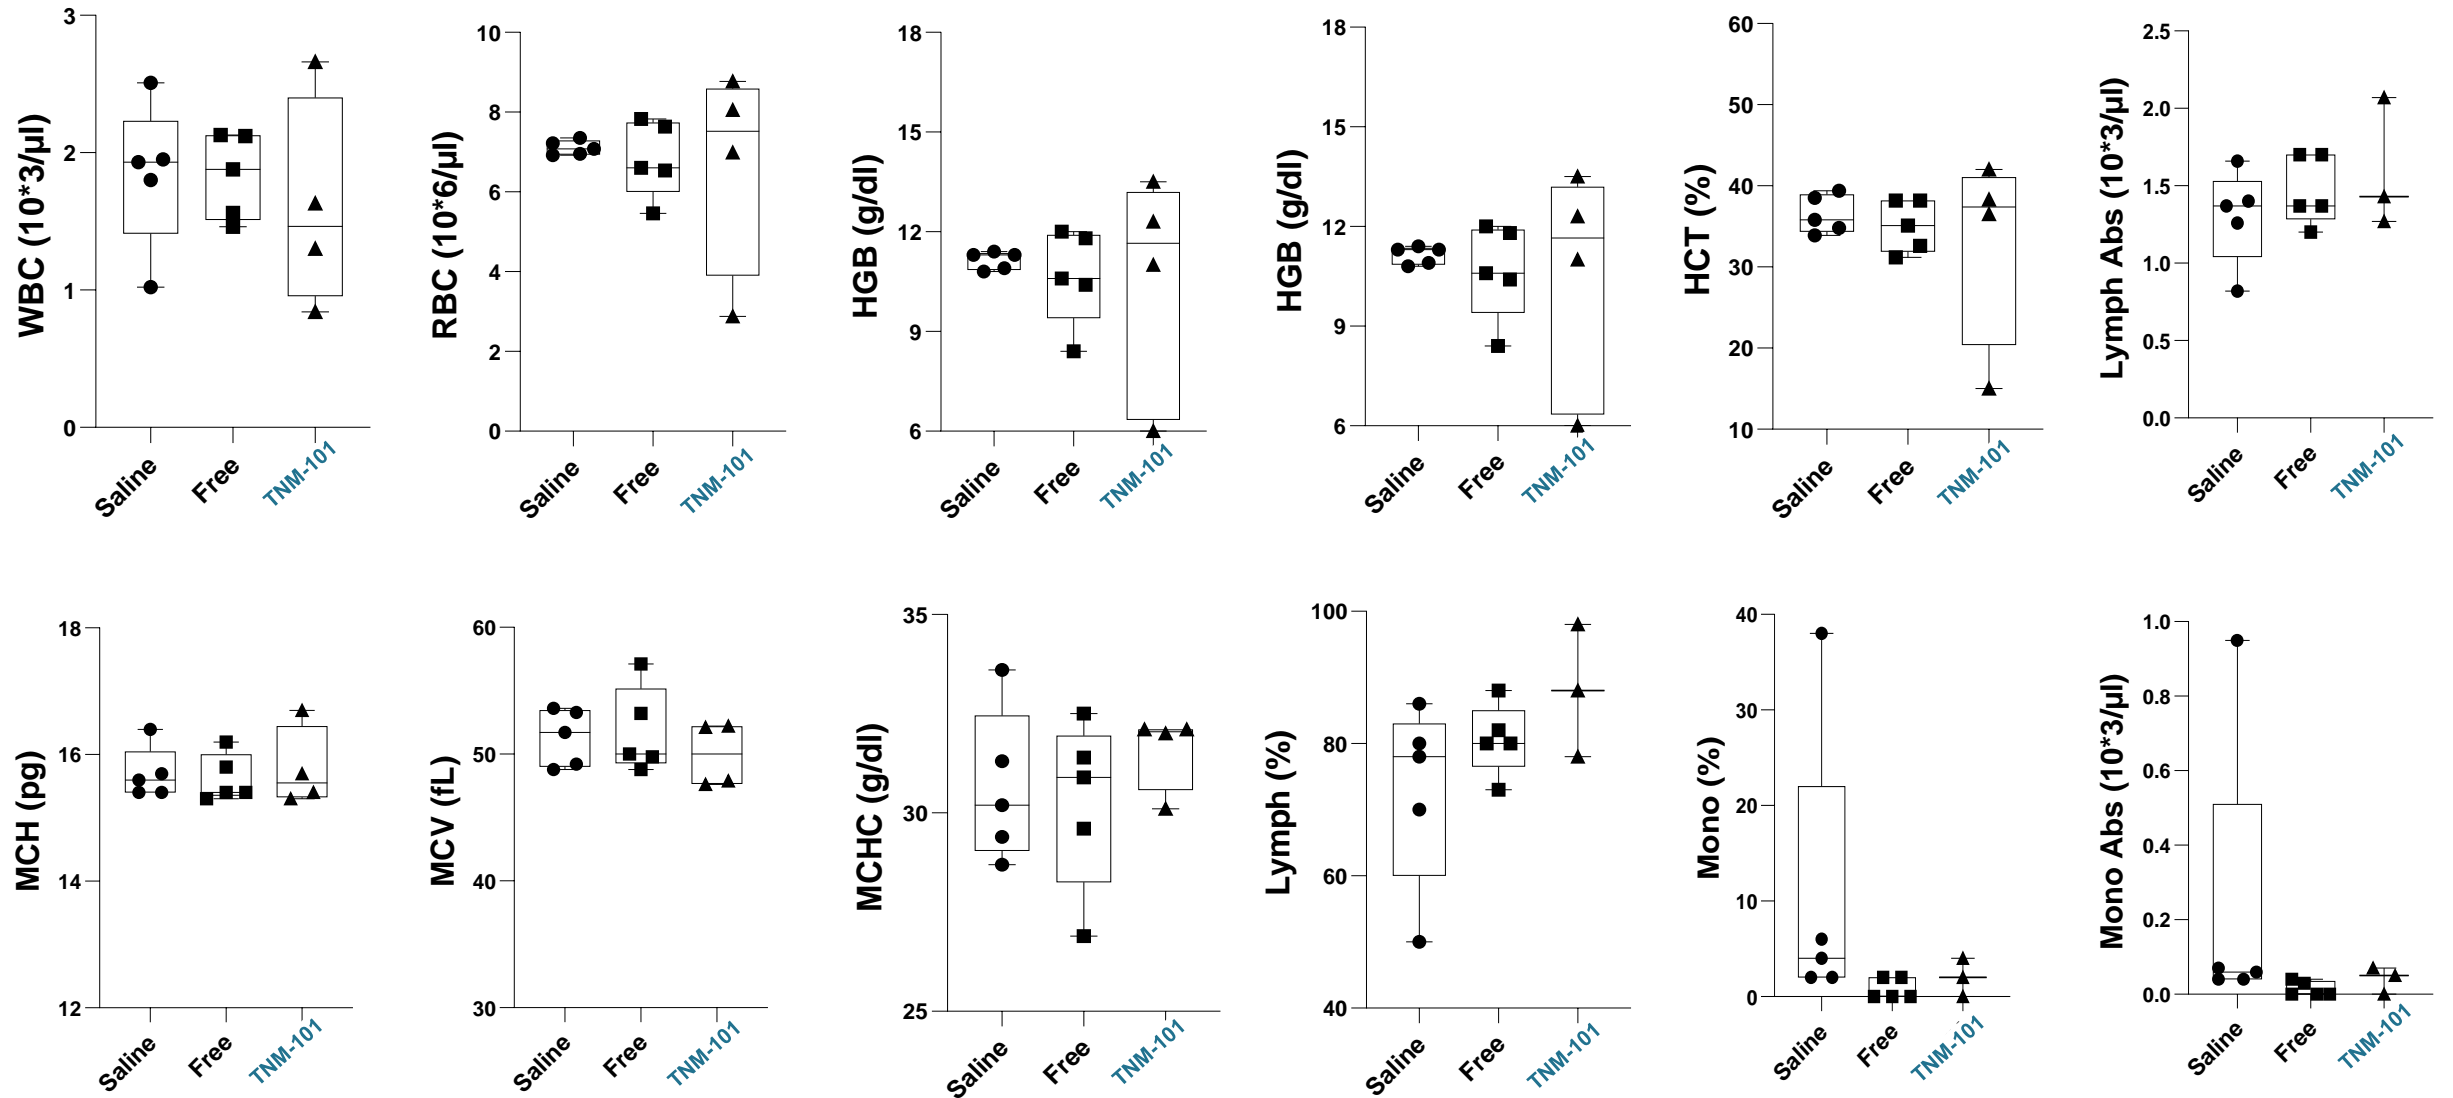 WBC (10*3/µl)
3
2
1
0
Saline
Free
TNM-101
RBC (10*6/µl)
10
8
6
4
2
0
Saline
Free
TNM-101
HGB (g/dl)
18
15
12
9
6
Saline
Free
TNM-101
HGB (g/dl)
18
15
12
9
6
Saline
Free
TNM-101
HCT (%)
60
50
40
30
20
10
Saline
Free
TNM-101
Lymph Abs (10*3/µl)
2.5
2.0
1.5
1.0
0.5
0.0
Saline
Free
TNM-101
MCH (pg)
18
16
14
12
Saline
Free
TNM-101
MCV (fL)
60
50
40
30
Saline
Free
TNM-101
MCHC (g/dl)
35
30
25
Saline
Free
TNM-101
Lymph (%)
100
80
60
40
Saline
Free
TNM-101
Mono (%)
40
30
20
10
0
Saline
Free
TNM-101
Mono Abs (10*3/µl)
1.0
0.8
0.6
0.4
0.2
0.0
Saline
Free
TNM-101